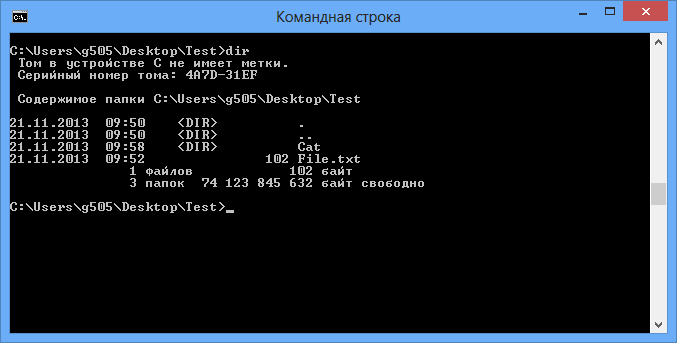 Командная строка
C:\Users\g505\Desktop\Test>dir
Том в устройстве C не имеет метки.
Серийный номер тома: 4A7D-31EF
Содержимое папки C:\Users\g505\Desktop\Test
21.11.2013  09:50    <DIR>          .
21.11.2013  09:50    <DIR>          ..
21.11.2013  09:58    <DIR>          Cat
21.11.2013  09:52               102 File.txt
1 файлов            102 байт
3 папок  74 123 845 632 байт свободно
C:\Users\g505\Desktop\Test>_